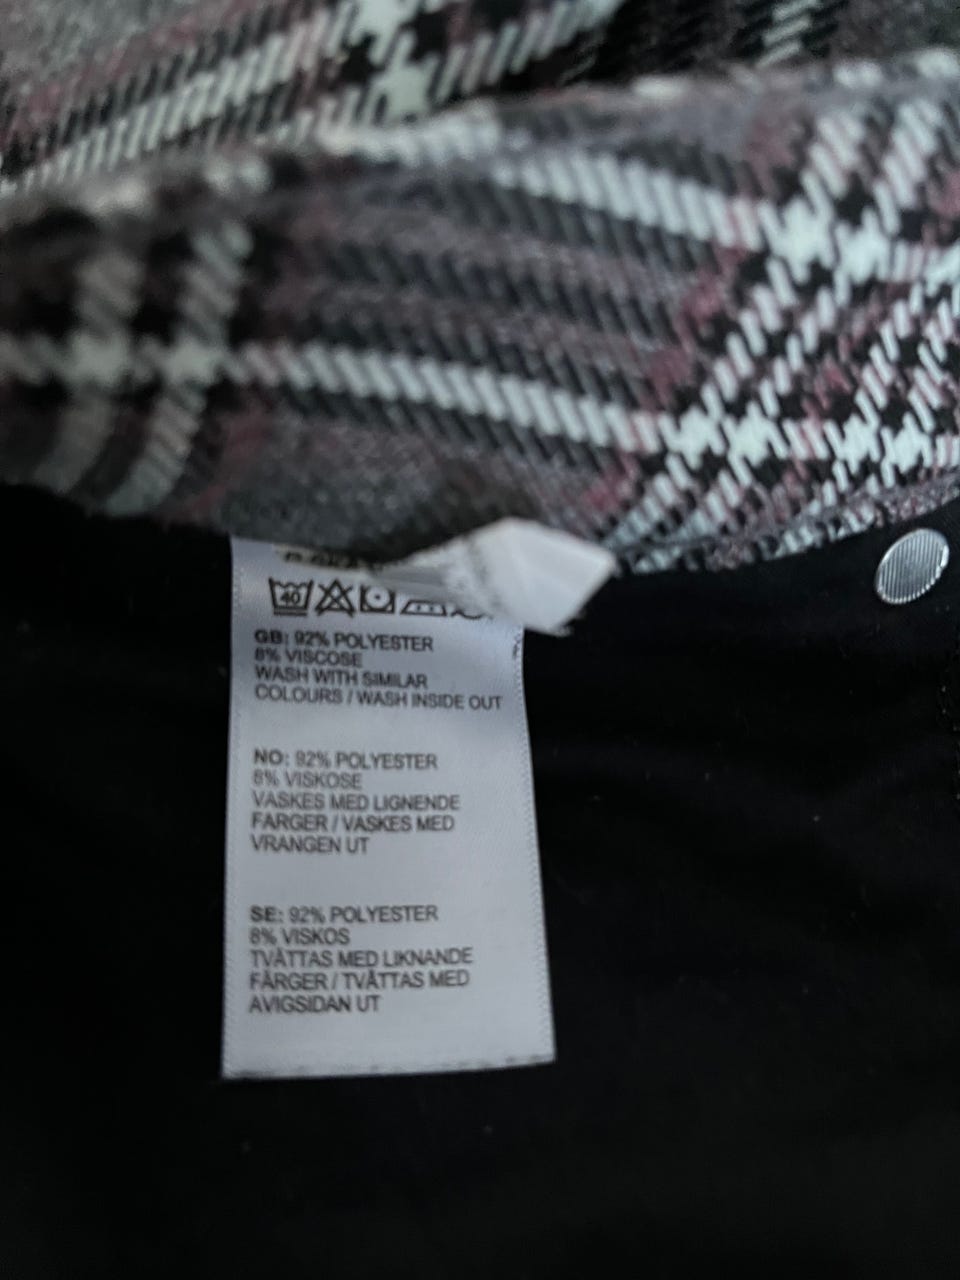 40
GB: 92% POLYESTER
8% VISCOSE
WASH WITH SIMILAR
COLOURS / WASH INSIDE OUT
NO: 92% POLYESTER
8% VISKOSE
VASKES MED LIGNENDE
FARGER / VASKES MED
VRANGEN UT
SE: 92% POLYESTER
8% VISKOS
TVÄTTAS MED LIKNANDE
FÄRGER / TVÄTTAS MED
AVIGSIDAN UT